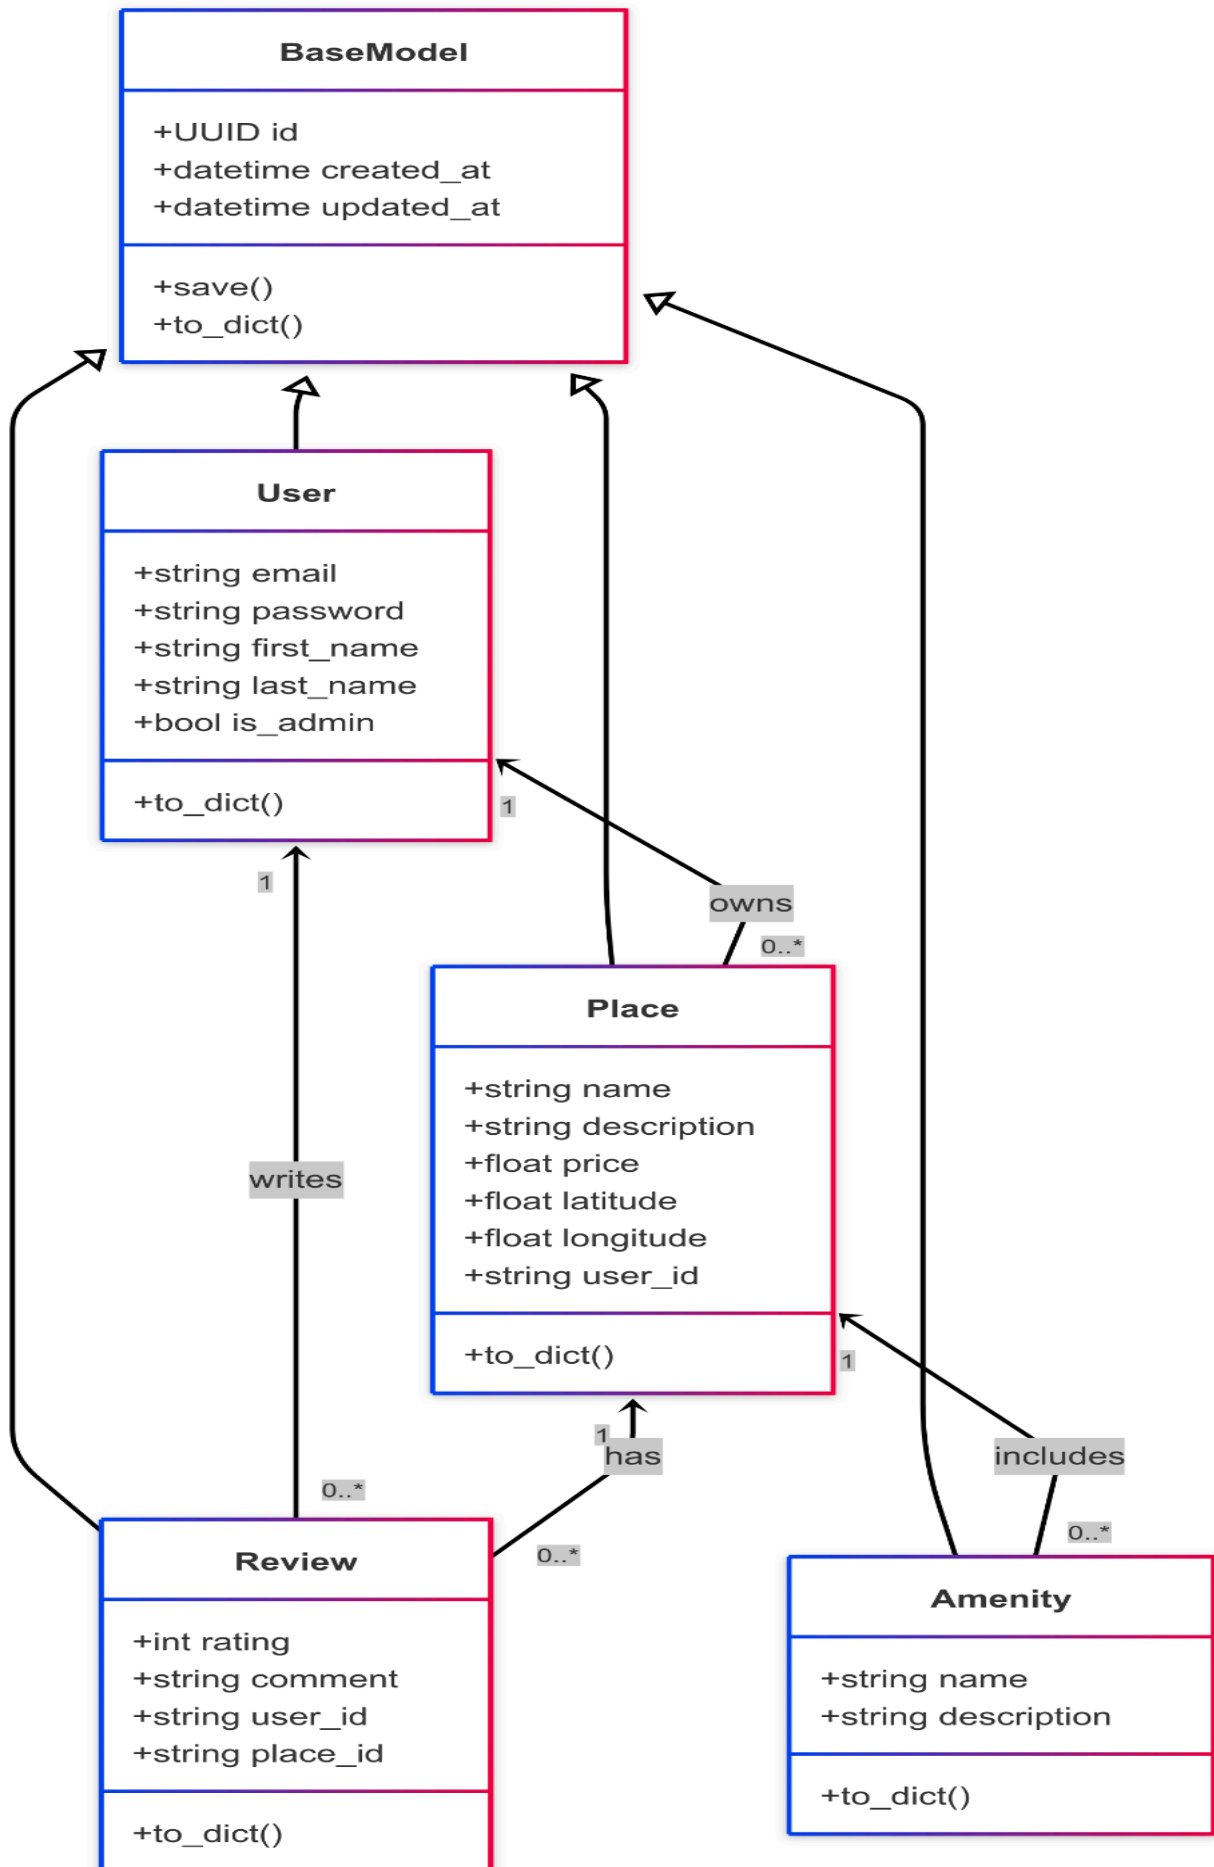 BaseModel
+UUID id
+datetime created_at
+datetime updated_at
+save()
+to_dict()
User
+string email
+string password
+string first_name
+string last_name
+bool is_admin
+to_dict()
1
1
owns
0..*
Place
+string name
+string description
+float price
+float latitude
+float longitude
+string user_id
+to_dict()
writes
1
1
has
includes
0..*
0..*
0..*
Review
+int rating
+string comment
+string user_id
+string place_id
+to_dict()
Amenity
+string name
+string description
+to_dict()